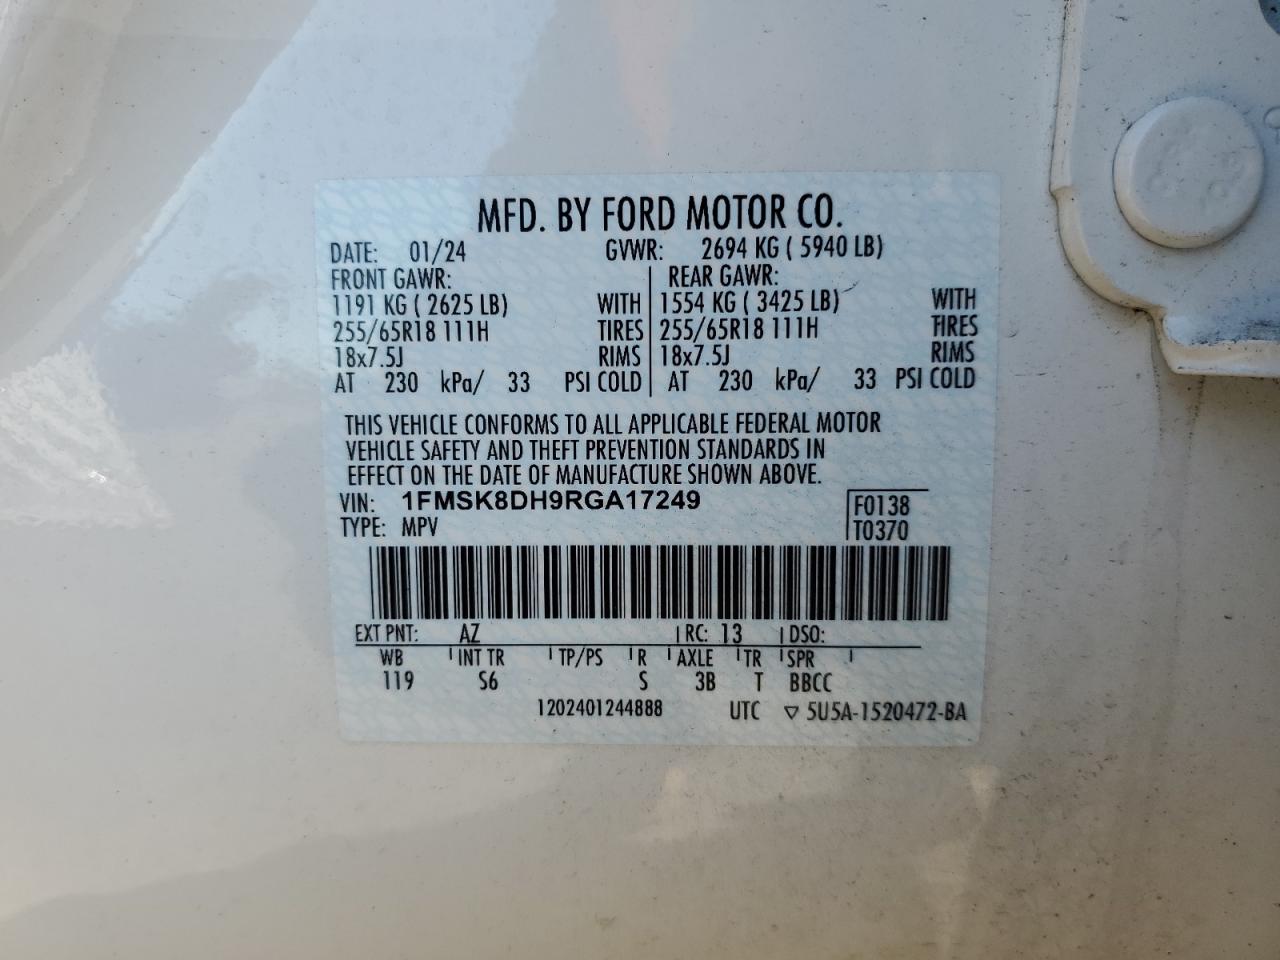 MFD. BY FORD MOTOR CO.
DATE: 01/24 GVWR: 2694 KG ( 5940 LB)
FRONT GAWR: REAR GAWR:
1191 KG ( 2625 LB) WITH 1554 KG ( 3425 LB) WITH
255/65R18 111H TIRES 255/65R18 111H TIRES
18x7.5J RIMS 18x7.5J RIMS
AT 230 kPa/ 33 PSI COLD AT 230 kPa/ 33 PSI COLD
THIS VEHICLE CONFORMS TO ALL APPLICABLE FEDERAL MOTOR
VEHICLE SAFETY AND THEFT PREVENTION STANDARDS IN
EFFECT ON THE DATE OF MANUFACTURE SHOWN ABOVE.
VIN: 1FMSK8DH9RGA17249 F0138
TYPE: MPV T0370
EXT PNT: AZ RC: 13 DSO:
WB INT TR TP/PS R AXLE TR SPR
119 S6 S 3B T BBCC
1202401244888 UTC ▽ 5U5A-1520472-BA